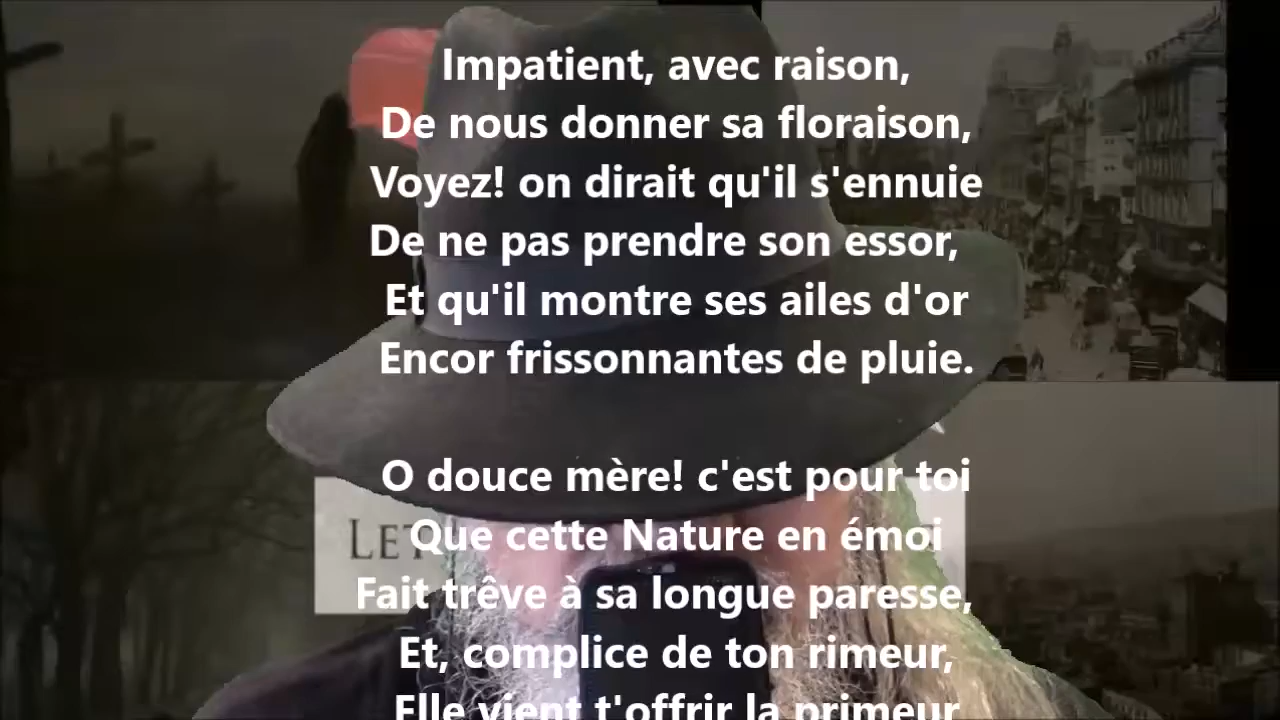 Impatient, avec raison,
De nous donner sa floraison,
Voyez! on dirait qu'il s'ennuie
De ne pas prendre son essor,
Et qu'il montre ses ailes d'or
Encor frissonnantes de pluie.
O douce mère! c'est pour toi
Que cette Nature en émoi
Fait trêve à sa longue paresse,
Et, complice de ton rimeur,
Elle vient t'offrir la primeur